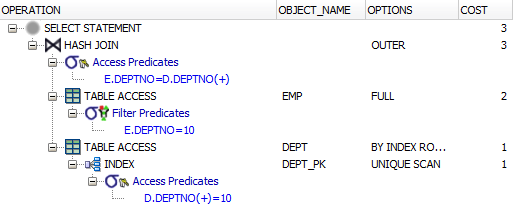 OPERATION OBJECT_NAME OPTIONS COST
SELECT STATEMENT 3
HASH JOIN OUTER 3
Access Predicates
E.DEPTNO=D.DEPTNO(+)
TABLE ACCESS EMP FULL 2
Filter Predicates
E.DEPTNO=10
TABLE ACCESS DEPT BY INDEX RO... 1
INDEX DEPT_PK UNIQUE SCAN 1
Access Predicates
D.DEPTNO(+)=10